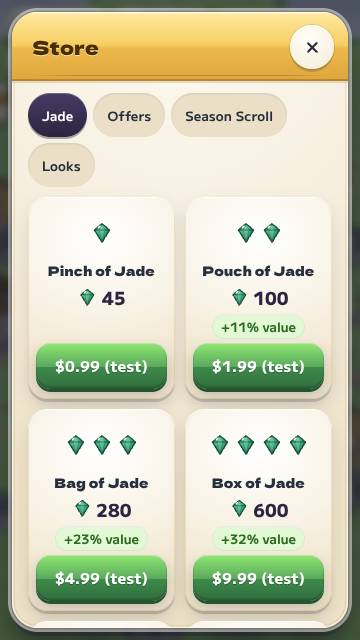 Store
Jade
Offers
Season Scroll
Looks
Pinch of Jade
45
$0.99 (test)
Pouch of Jade
100
+11% value
$1.99 (test)
Bag of Jade
280
+23% value
$4.99 (test)
Box of Jade
600
+32% value
$9.99 (test)